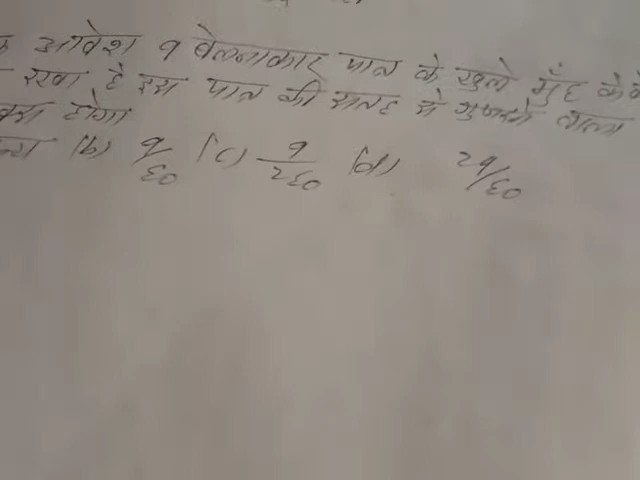 आवेश q बेलनाकार पात्र के खुले मुँह के
रखा है इस पात्र की सतह से गुजरने वाला
होगा
(b) q/ε0 (c) q/2ε0 (d) 2q/ε0